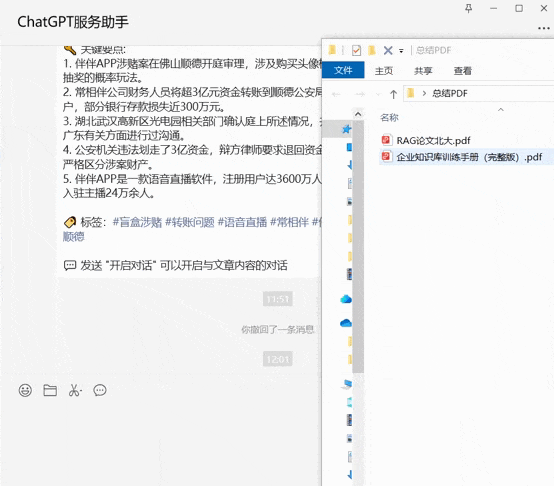 ChatGPT服务助手
关键要点:
1. 伴伴APP涉赌案在佛山顺德开庭审理，涉及购买头像框
抽奖的概率玩法。
2. 常相伴公司财务人员将超3亿元资金转账到顺德公安局
户，部分银行存款损失近300万元。
3. 湖北武汉高新区光电园相关部门确认庭上所述情况，
广东有关方面进行过沟通。
4. 公安机关违法划走了3亿资金，辩方律师要求退回资金
严格区分涉案财产。
5. 伴伴APP是一款语音直播软件，注册用户达3600万人
入驻主播24万余人。
标签: #盲盒涉赌 #转账问题 #语音直播 #常相伴
顺德
发送 "开启对话" 可以开启与文章内容的对话
11:51
你撤回了一条消息
12:01
总结PDF
文件 主页 共享 查看
总结PDF
名称
RAG论文北大.pdf
企业知识库训练手册（完整版）.pdf